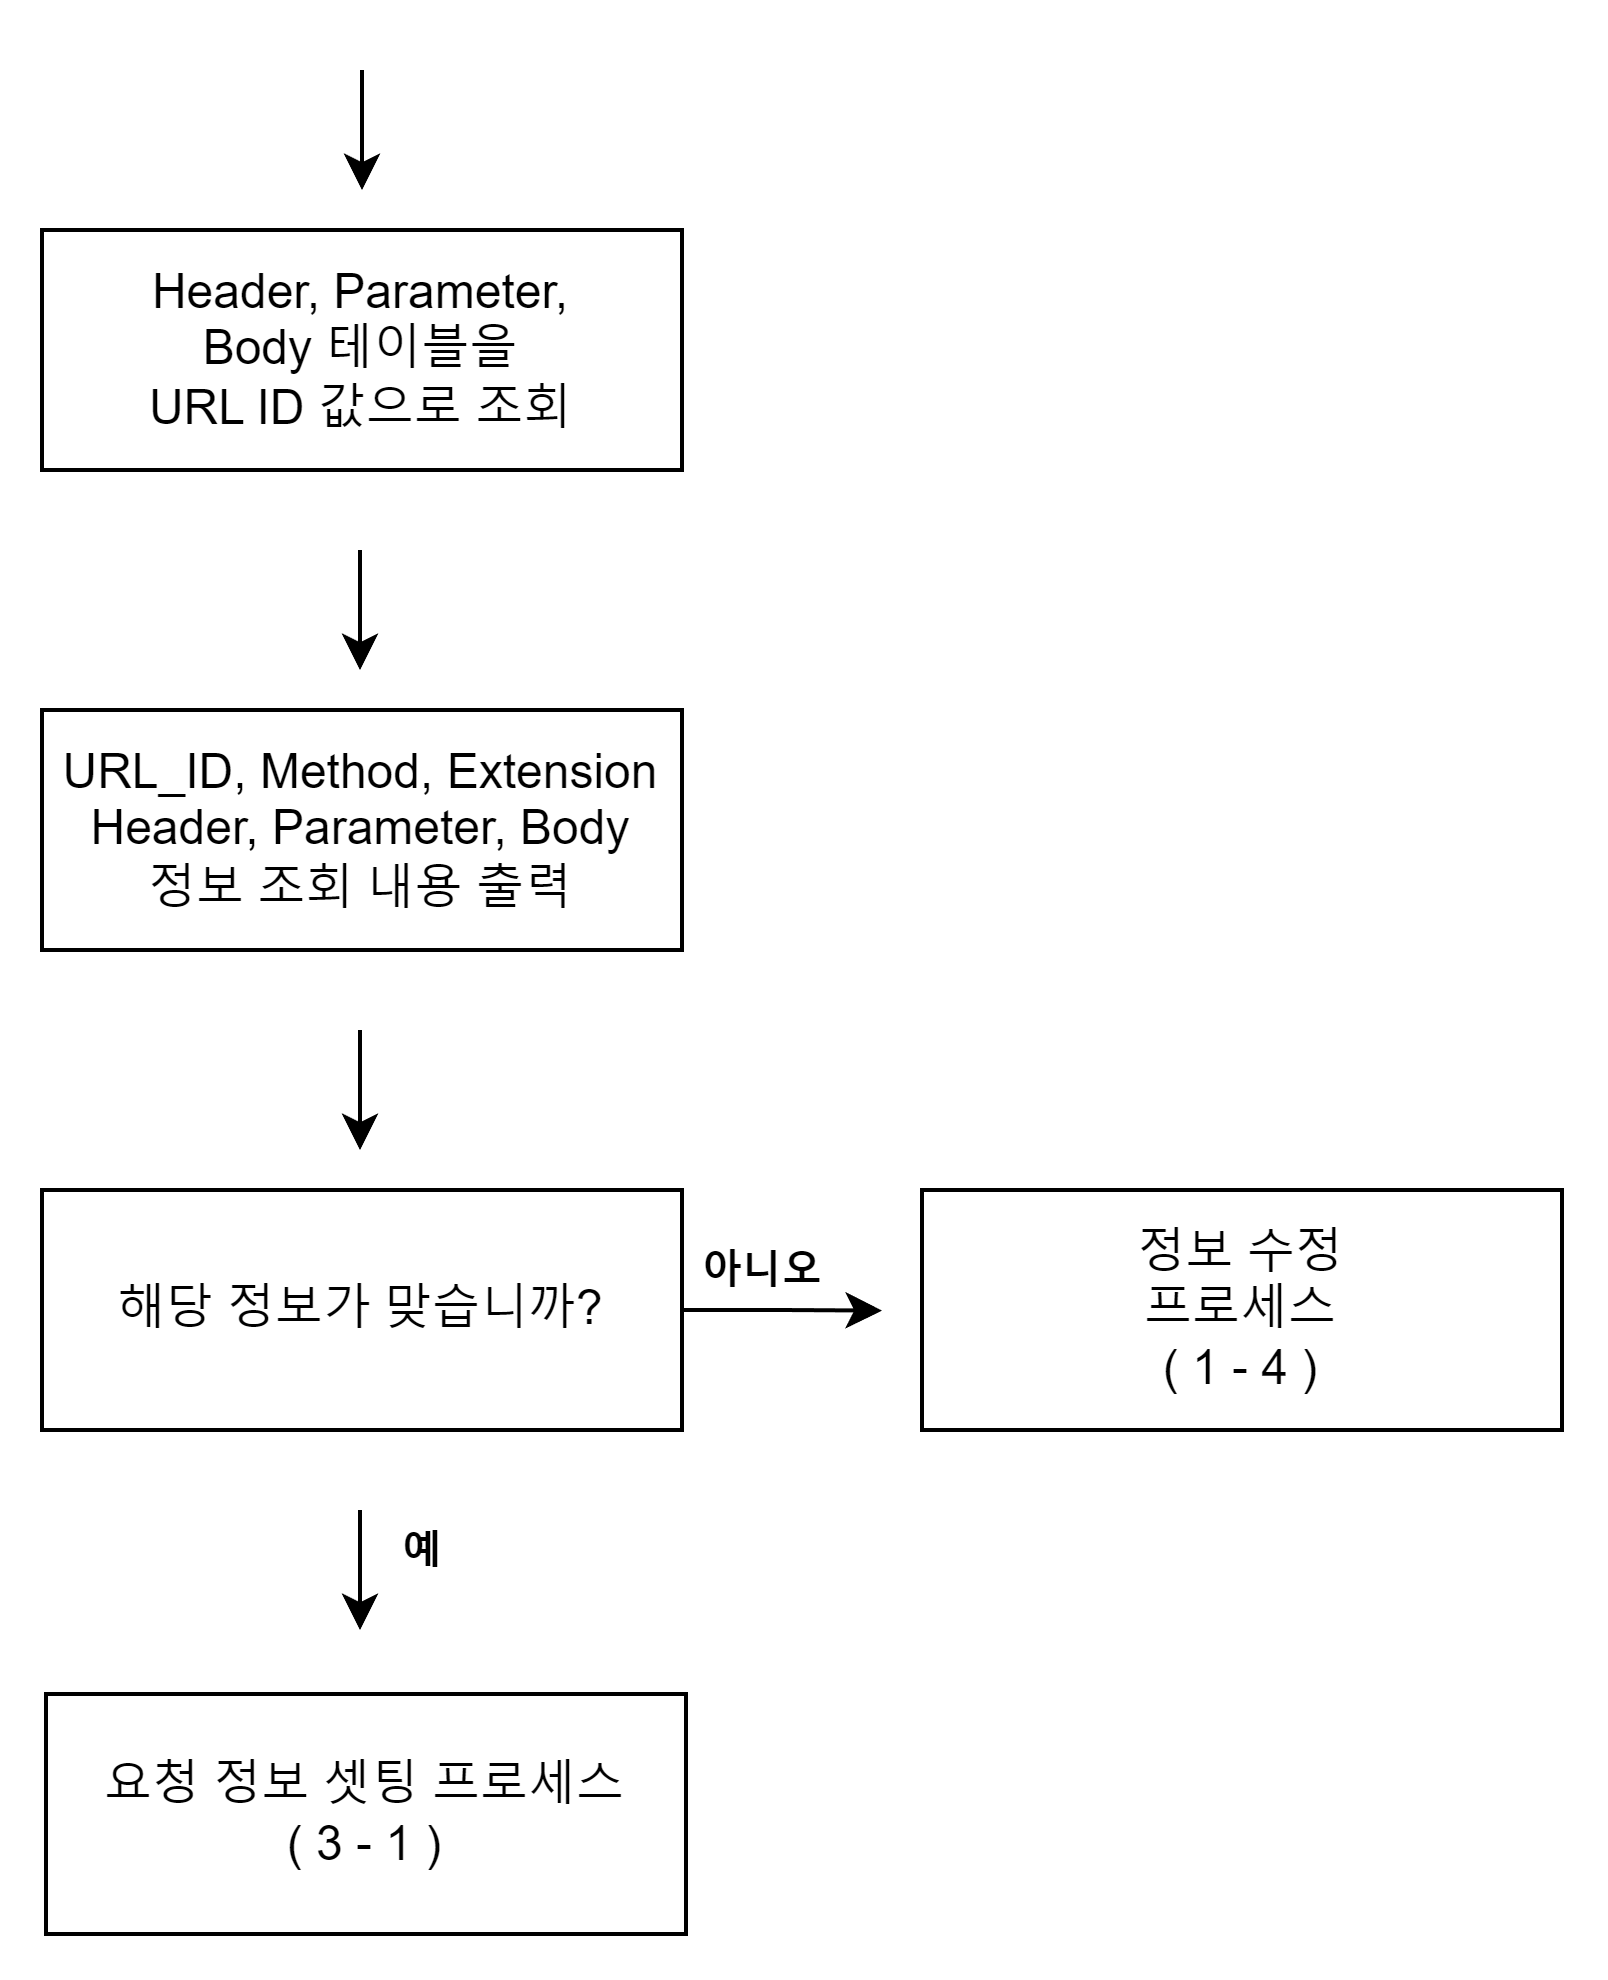 Header, Parameter,
Body 테이블을
URL ID 값으로 조회
URL_ID, Method, Extension
Header, Parameter, Body
정보 조회 내용 출력
해당 정보가 맞습니까?
아니오
정보 수정
프로세스
( 1 - 4 )
예
요청 정보 셋팅 프로세스
( 3 - 1 )